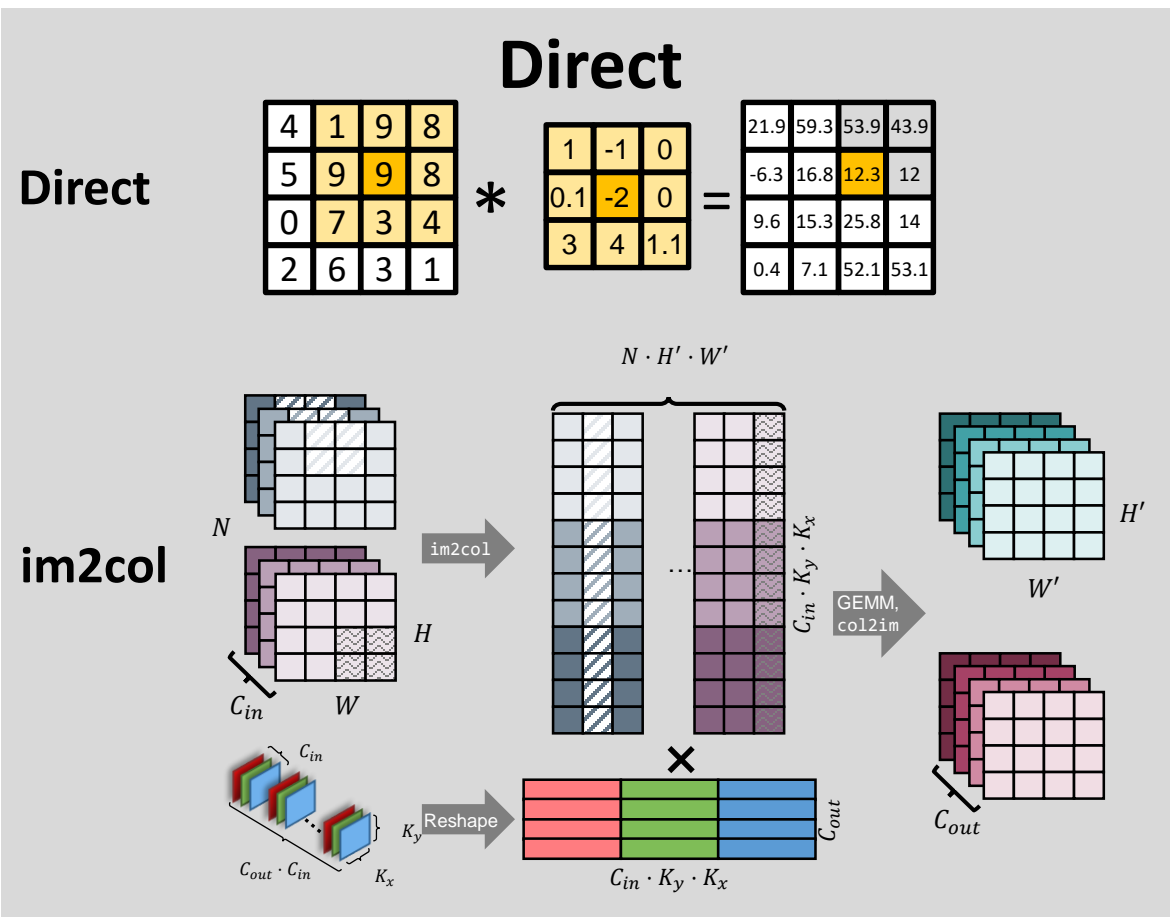 Direct
Direct
4 1 9 8
5 9 9 8
0 7 3 4
2 6 3 1
*
1 -1 0
0.1 -2 0
3 4 1.1
=
21.9 59.3 53.9 43.9
-6.3 16.8 12.3 12
9.6 15.3 25.8 14
0.4 7.1 52.1 53.1
im2col
N
H
W
C_in
im2col
N · H′ · W′
...
C_in · K_y · K_x
GEMM,
col2im
H′
W′
C_out
C_in
K_y
K_x
C_out · C_in
Reshape
×
C_out
C_in · K_y · K_x